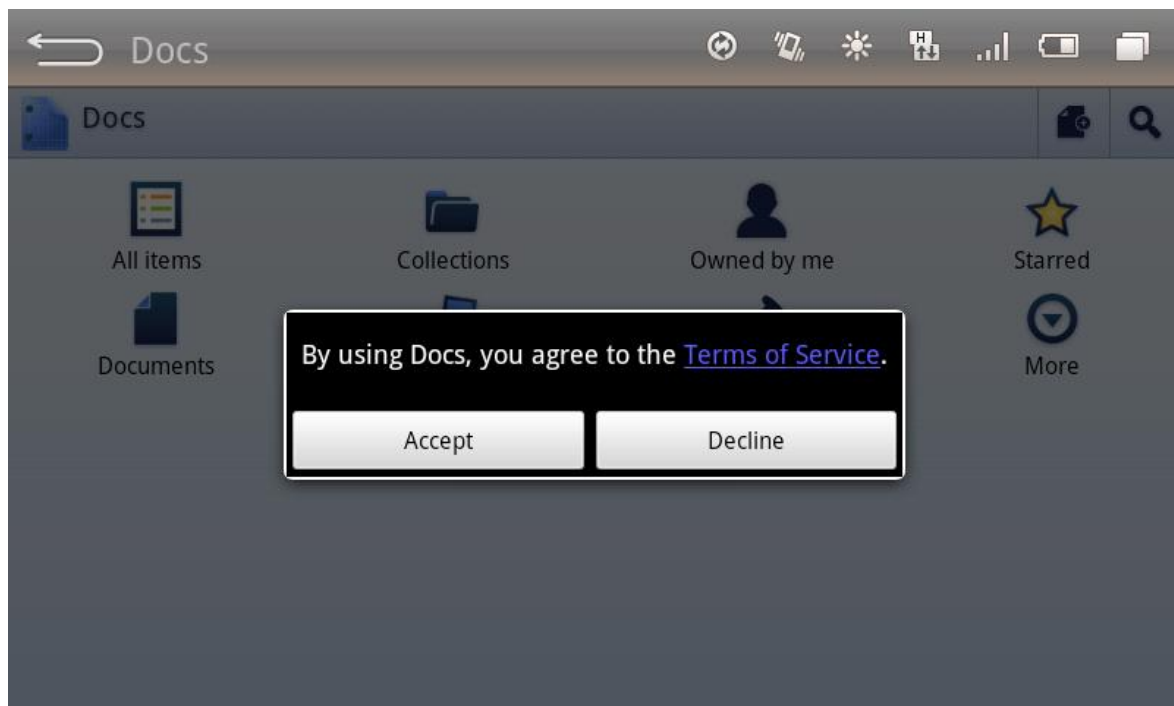 Docs
H
Docs
All items
Collections
Owned by me
Starred
Documents
More
By using Docs, you agree to the Terms of Service.
Accept
Decline